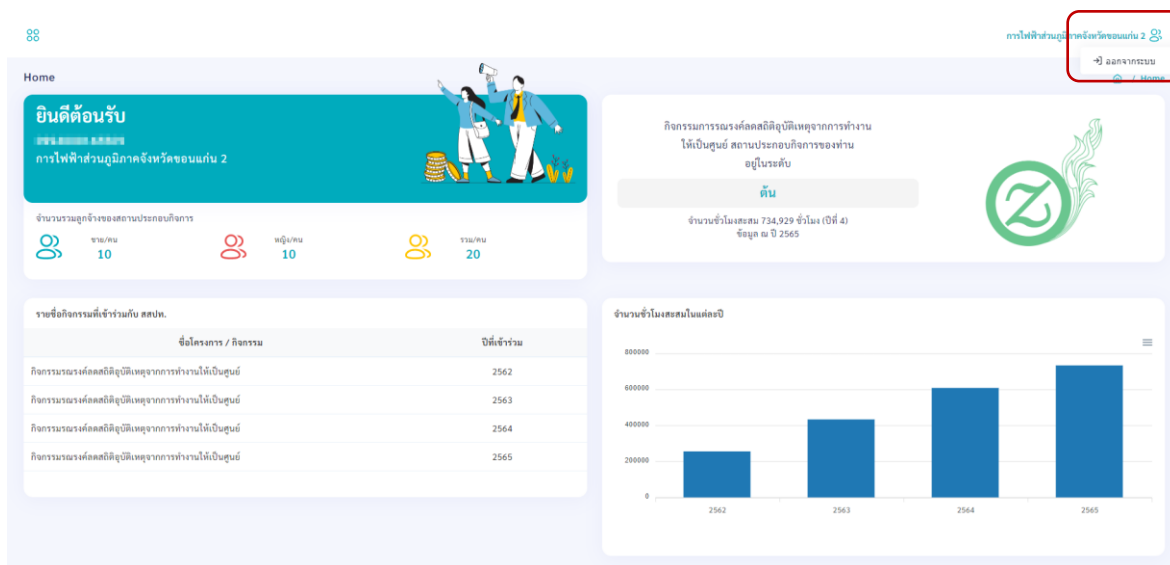 การไฟฟ้าส่วนภูมิภาคจังหวัดขอนแก่น 2
ออกจากระบบ
Home
/ Home
ยินดีต้อนรับ
การไฟฟ้าส่วนภูมิภาคจังหวัดขอนแก่น 2
จำนวนรวมลูกจ้างของสถานประกอบกิจการ
ชาย/คน
10
หญิง/คน
10
รวม/คน
20
กิจกรรมการรณรงค์ลดสถิติอุบัติเหตุจากการทำงาน
ให้เป็นศูนย์ สถานประกอบกิจการของท่าน
อยู่ในระดับ
ต้น
จำนวนชั่วโมงสะสม 734,929 ชั่วโมง (ปีที่ 4)
ข้อมูล ณ ปี 2565
Z
รายชื่อกิจกรรมที่เข้าร่วมกับ สสปท.
ชื่อโครงการ / กิจกรรม ปีที่เข้าร่วม
กิจกรรมรณรงค์ลดสถิติอุบัติเหตุจากการทำงานให้เป็นศูนย์ 2562
กิจกรรมรณรงค์ลดสถิติอุบัติเหตุจากการทำงานให้เป็นศูนย์ 2563
กิจกรรมรณรงค์ลดสถิติอุบัติเหตุจากการทำงานให้เป็นศูนย์ 2564
กิจกรรมรณรงค์ลดสถิติอุบัติเหตุจากการทำงานให้เป็นศูนย์ 2565
จำนวนชั่วโมงสะสมในแต่ละปี
800000
600000
400000
200000
0
2562 2563 2564 2565